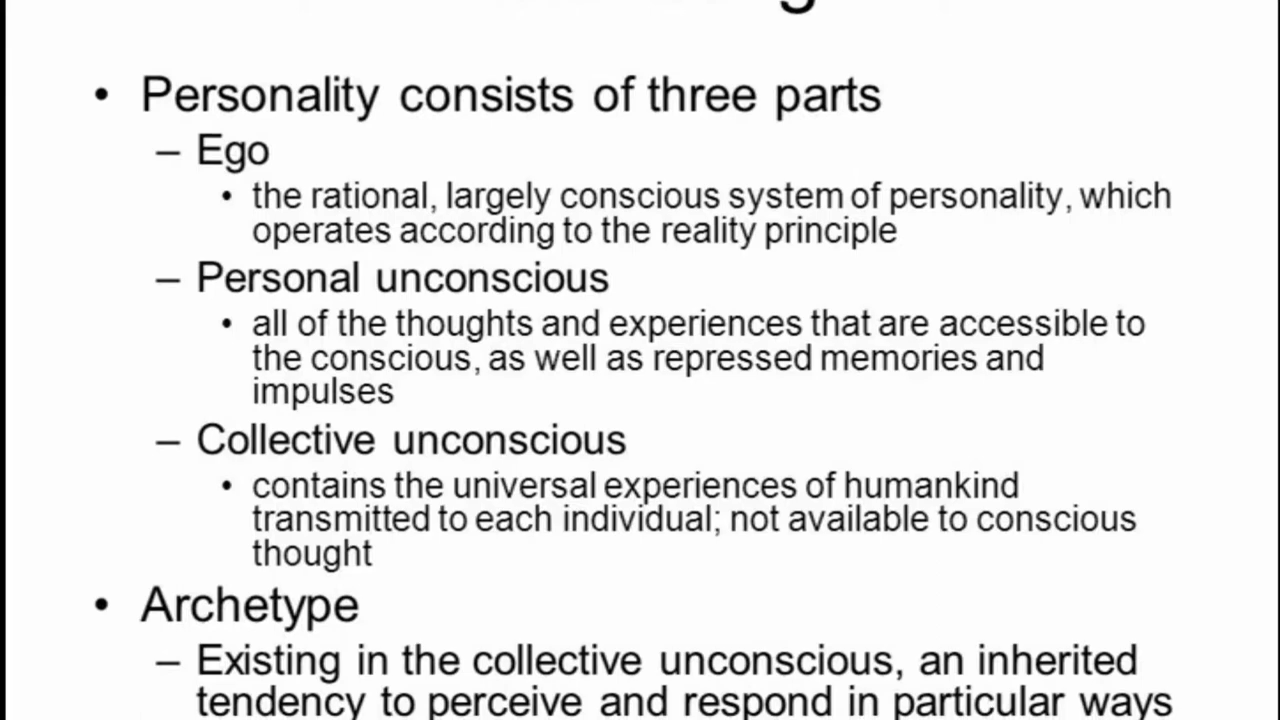 • Personality consists of three parts
– Ego
• the rational, largely conscious system of personality, which
operates according to the reality principle
– Personal unconscious
• all of the thoughts and experiences that are accessible to
the conscious, as well as repressed memories and
impulses
– Collective unconscious
• contains the universal experiences of humankind
transmitted to each individual; not available to conscious
thought
• Archetype
– Existing in the collective unconscious, an inherited
tendency to perceive and respond in particular ways